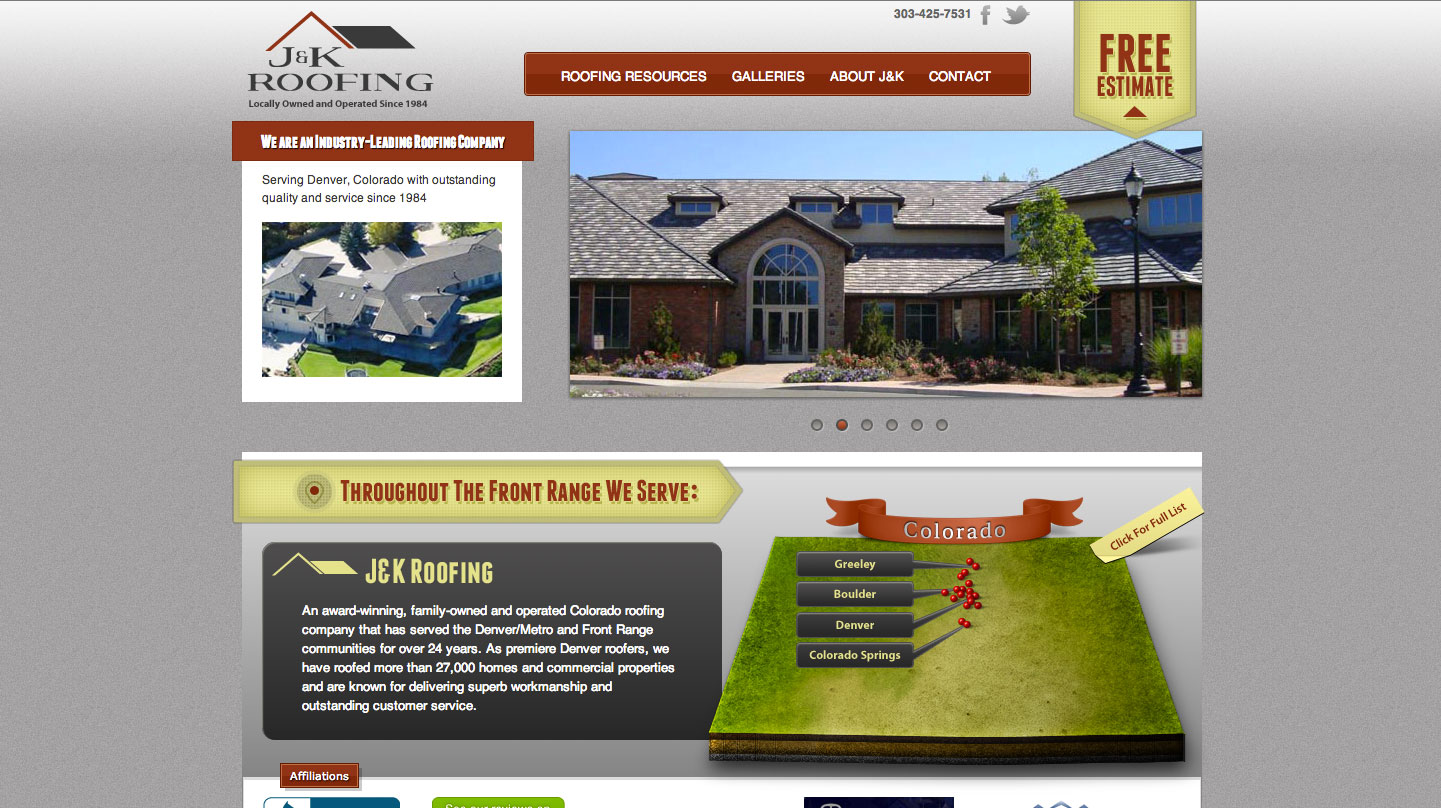 J&K
ROOFING
Locally Owned and Operated Since 1984
303-425-7531
ROOFING RESOURCES GALLERIES ABOUT J&K CONTACT
FREE
ESTIMATE
We are an Industry-Leading Roofing Company
Serving Denver, Colorado with outstanding
quality and service since 1984
Throughout The Front Range We Serve:
J&K Roofing
An award-winning, family-owned and operated Colorado roofing
company that has served the Denver/Metro and Front Range
communities for over 24 years. As premiere Denver roofers, we
have roofed more than 27,000 homes and commercial properties
and are known for delivering superb workmanship and
outstanding customer service.
Colorado
Click For Full List
Greeley
Boulder
Denver
Colorado Springs
Affiliations
See our reviews on